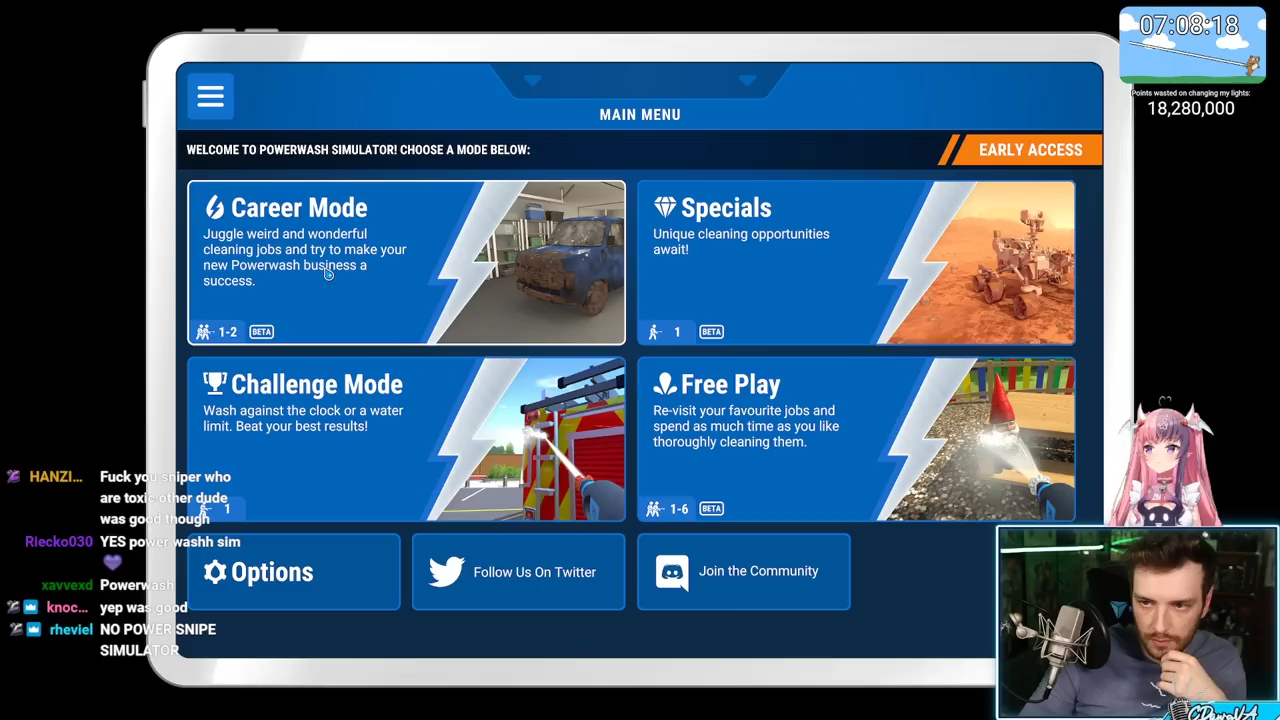 07:08:18
Points wasted on changing my lights:
18,280,000
MAIN MENU
WELCOME TO POWERWASH SIMULATOR! CHOOSE A MODE BELOW:
EARLY ACCESS
Career Mode
Juggle weird and wonderful
cleaning jobs and try to make your
new Powerwash business a
success.
1-2 BETA
Specials
Unique cleaning opportunities
await!
1 BETA
Challenge Mode
Wash against the clock or a water
limit. Beat your best results!
1
Free Play
Re-visit your favourite jobs and
spend as much time as you like
thoroughly cleaning them.
1-6 BETA
Options
Follow Us On Twitter
Join the Community
HANZI... Fuck you sniper who
are toxic other dude
was good though
Riecko030 YES power washh sim
xavvexd Powerwash
knoc... yep was good
rheviel NO POWER SNIPE
SIMULATOR
CDawgVA